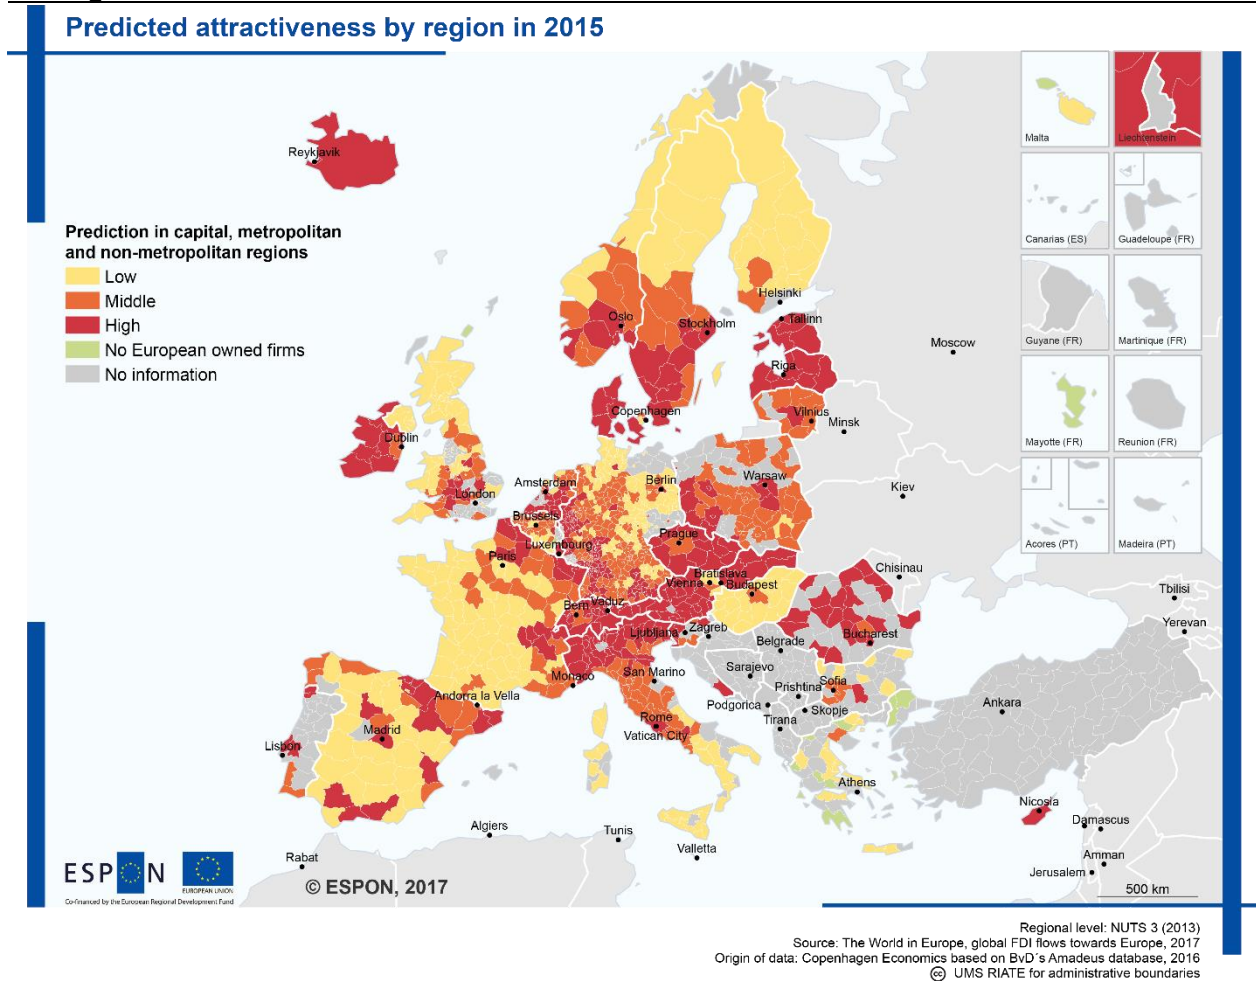 Predicted attractiveness by region in 2015
Reykjavik
Prediction in capital, metropolitan
and non-metropolitan regions
Low
Middle
High
No European owned firms
No information
Malta
Liechtenstein
Canarias (ES)
Guadeloupe (FR)
Guyane (FR)
Martinique (FR)
Mayotte (FR)
Reunion (FR)
Acores (PT)
Madeira (PT)
Helsinki
Oslo
Stockholm
Tallinn
Moscow
Riga
Copenhagen
Vilnius
Minsk
Dublin
Amsterdam
Berlin
Warsaw
London
Kiev
Brussels
Prague
Luxembourg
Paris
Chisinau
Bratislava
Vienna
Budapest
Tbilisi
Bern
Vaduz
Yerevan
Ljubljana
Zagreb
Bucharest
Belgrade
Sarajevo
San Marino
Monaco
Prishtina
Sofia
Andorra la Vella
Podgorica
Skopje
Ankara
Rome
Tirana
Madrid
Vatican City
Lisbon
Athens
Nicosia
Damascus
Algiers
Tunis
Valletta
Rabat
Amman
Jerusalem
500 km
ESPON
EUROPEAN UNION
Co-financed by the European Regional Development Fund
© ESPON, 2017
Regional level: NUTS 3 (2013)
Source: The World in Europe, global FDI flows towards Europe, 2017
Origin of data: Copenhagen Economics based on BvD´s Amadeus database, 2016
(cc) UMS RIATE for administrative boundaries